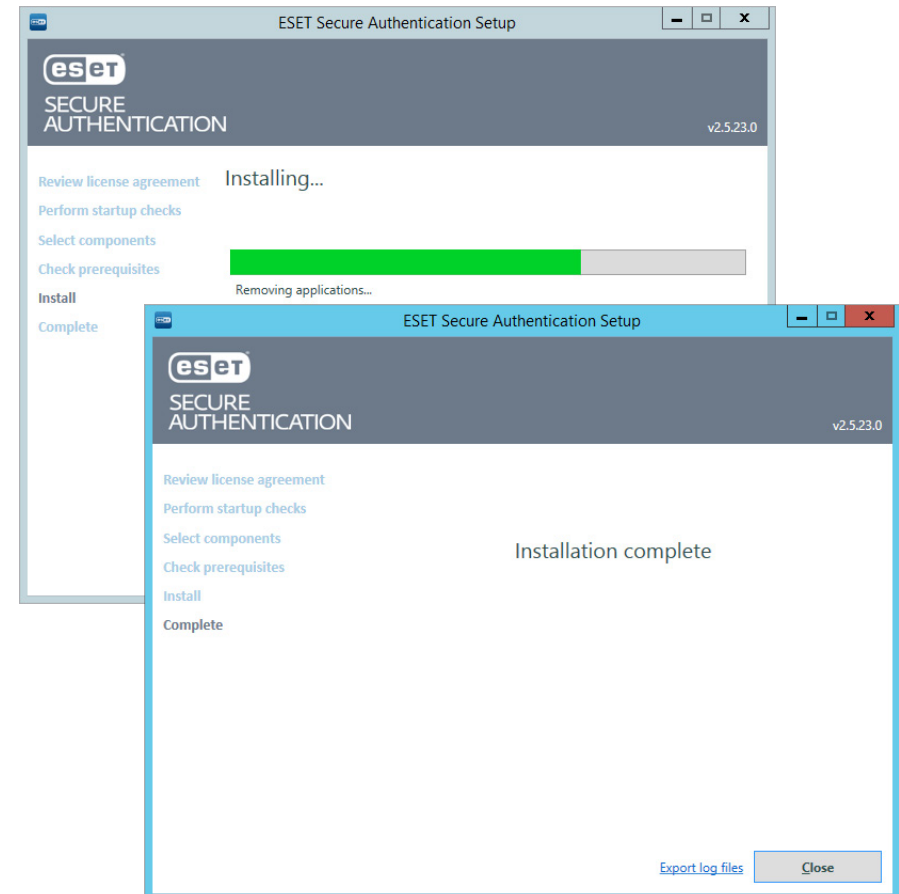 ESET Secure Authentication Setup
eset
SECURE
AUTHENTICATION
v2.5.23.0
Review license agreement
Perform startup checks
Select components
Check prerequisites
Install
Complete
Installing...
Removing applications...
ESET Secure Authentication Setup
eset
SECURE
AUTHENTICATION
v2.5.23.0
Review license agreement
Perform startup checks
Select components
Check prerequisites
Install
Complete
Installation complete
Export log files
Close